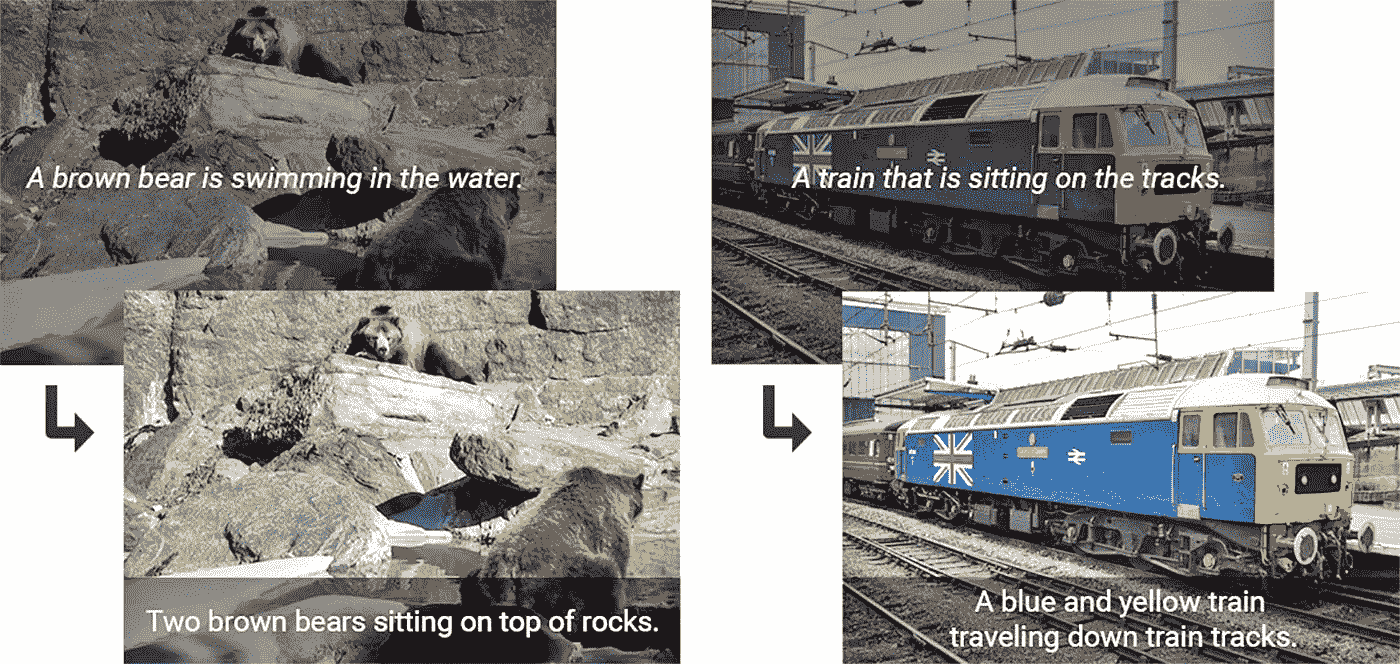 A brown bear is swimming in the water.
A train that is sitting on the tracks.
Two brown bears sitting on top of rocks.
A blue and yellow train
traveling down train tracks.